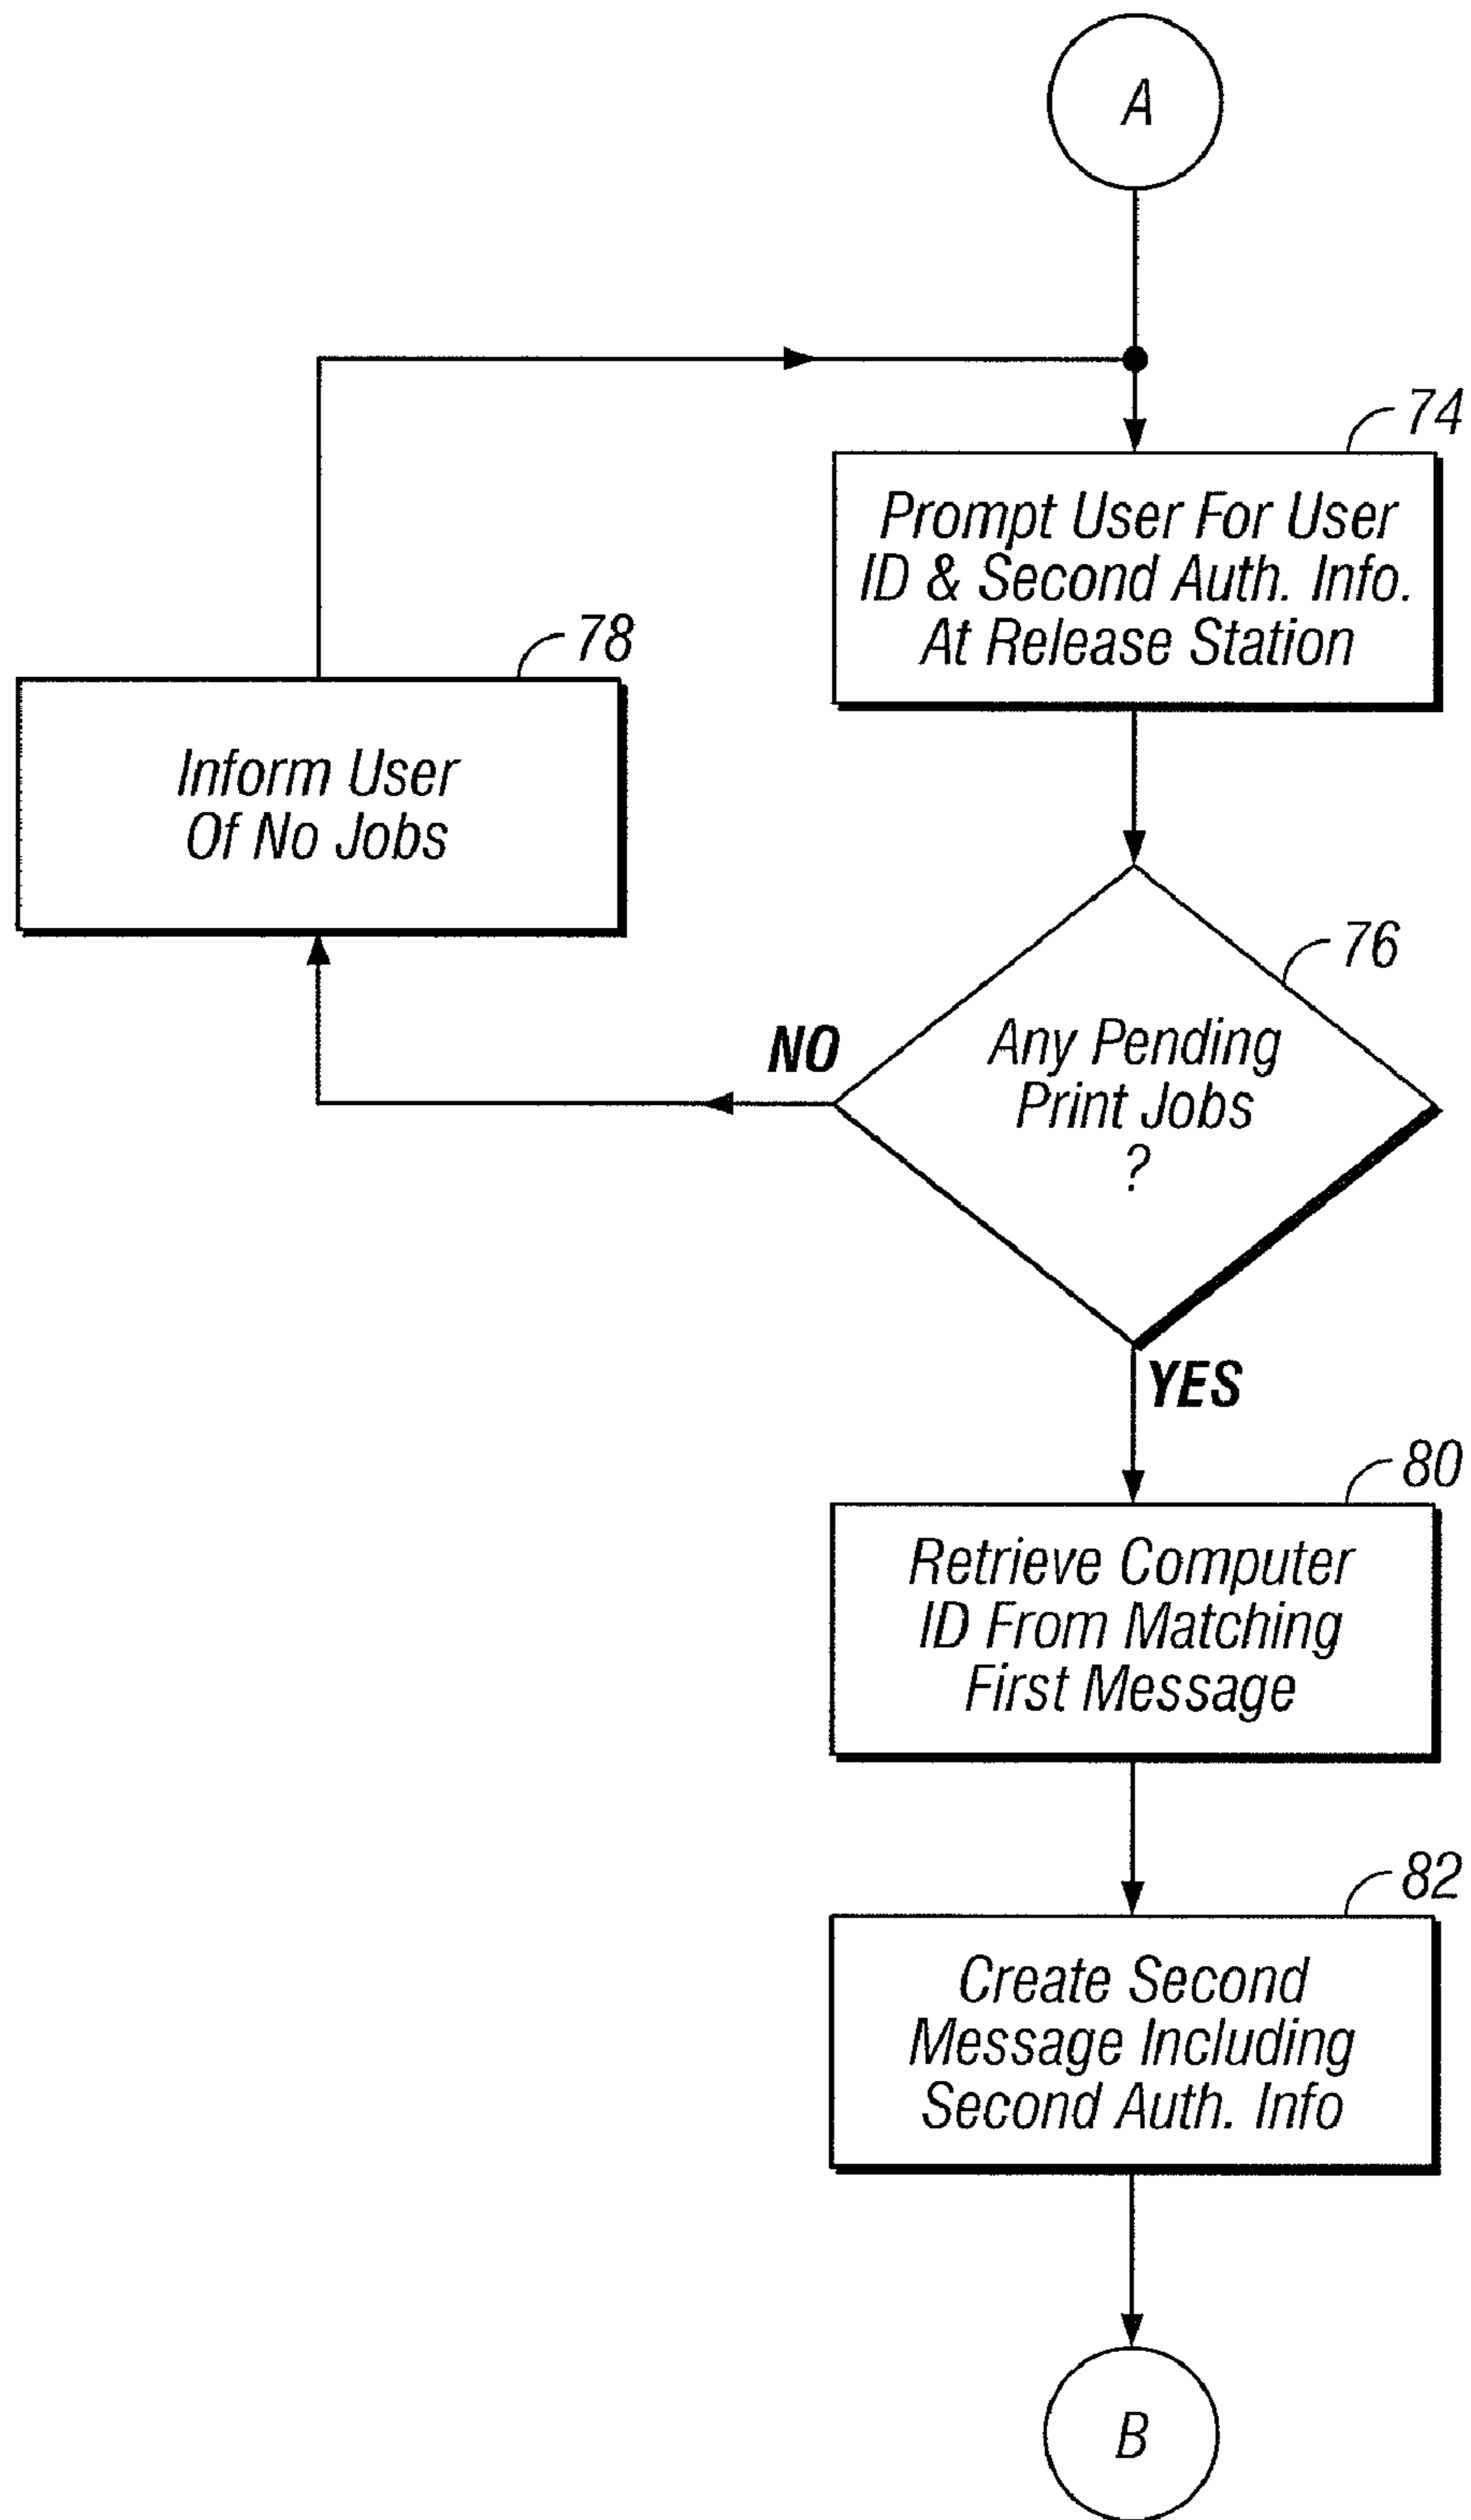 A
74
Prompt User For User
ID & Second Auth. Info.
At Release Station
78
Inform User
Of No Jobs
76
Any Pending
Print Jobs
?
NO
YES
80
Retrieve Computer
ID From Matching
First Message
82
Create Second
Message Including
Second Auth. Info
B